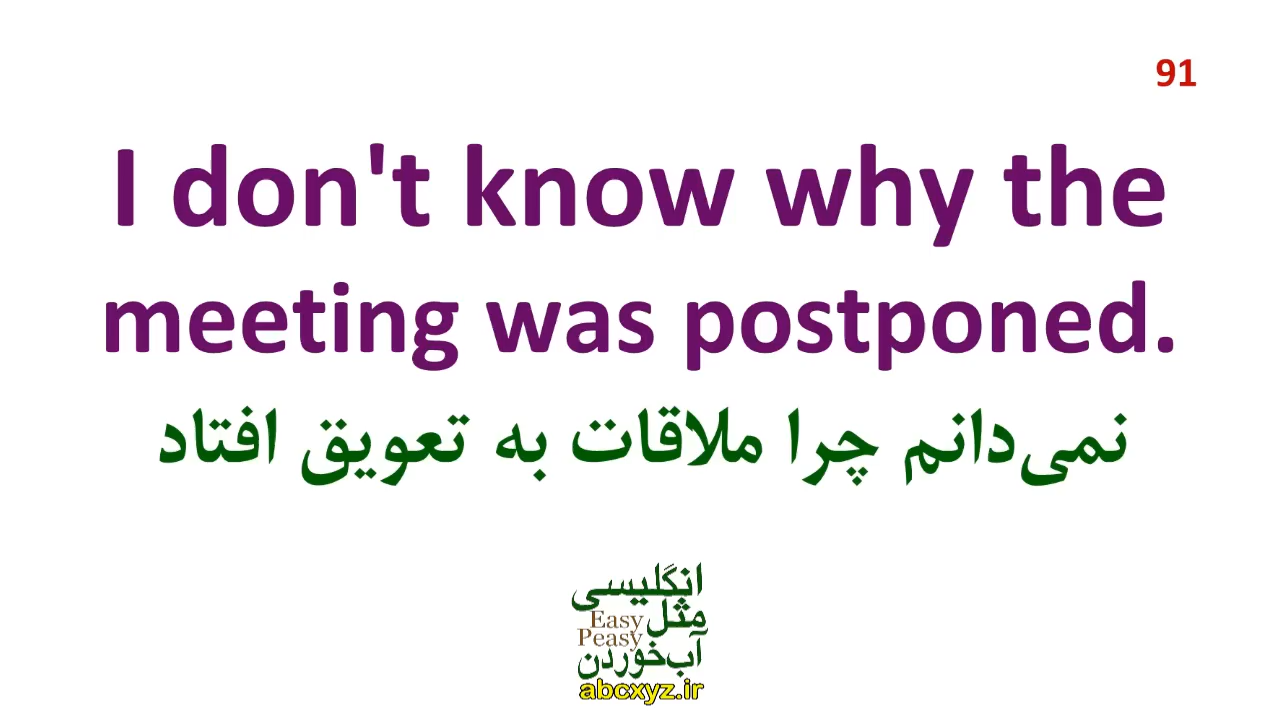 91
I don't know why the
meeting was postponed.
نمی‌دانم چرا ملاقات به تعویق افتاد
انگلیسی
مثل
Easy
Peasy
آب‌خوردن
abcxyz.ir